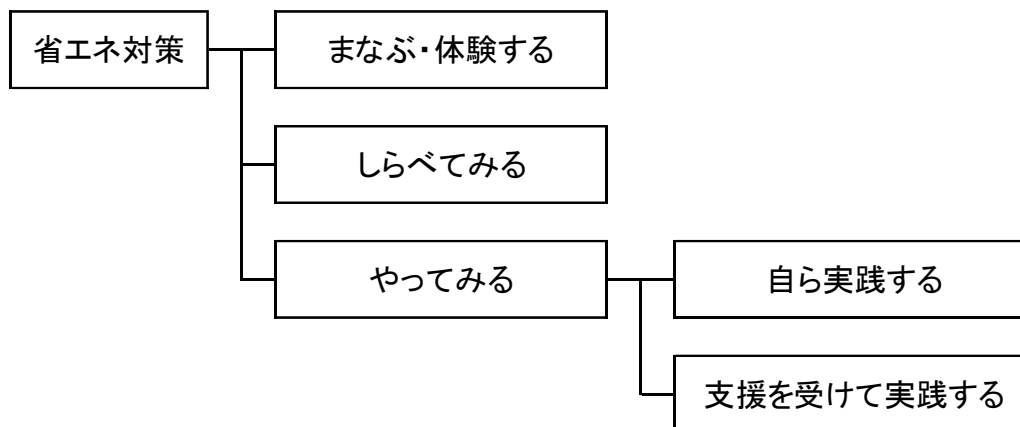 省エネ対策
まなぶ・体験する
しらべてみる
やってみる
自ら実践する
支援を受けて実践する